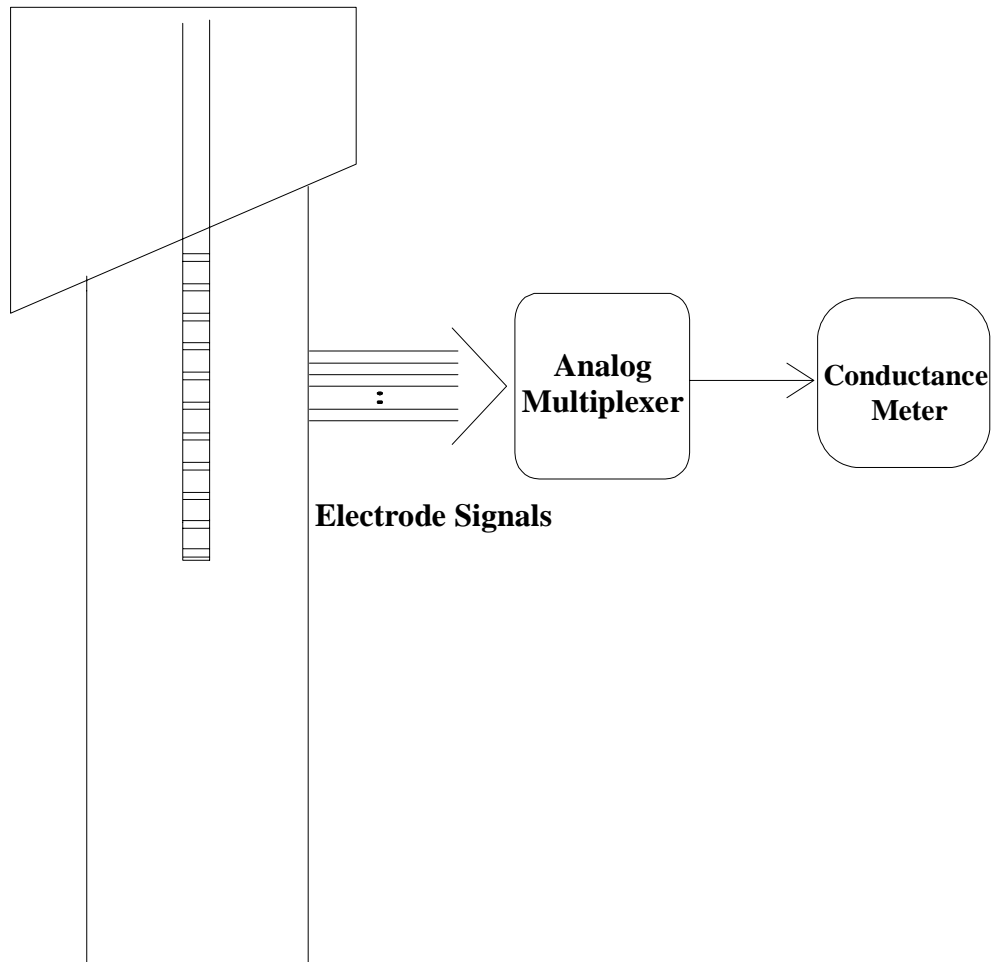 Analog
Multiplexer
Conductance
Meter
Electrode Signals